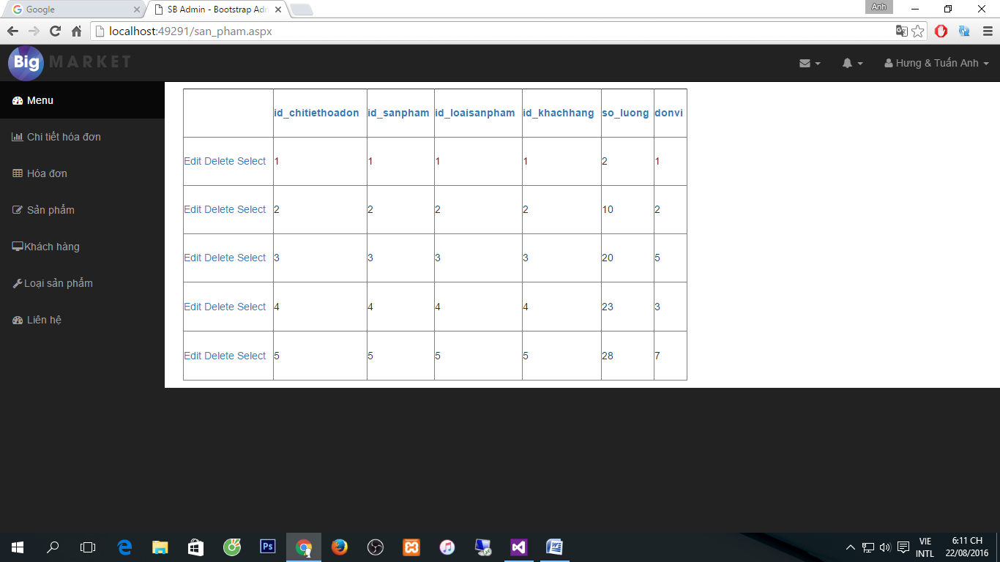 Google
SB Admin - Bootstrap Adm
Anh
localhost:49291/san_pham.aspx
Big MARKET
Hưng & Tuấn Anh
Menu
Chi tiết hóa đơn
Hóa đơn
Sản phẩm
Khách hàng
Loại sản phẩm
Liên hệ
id_chitiethoadon id_sanpham id_loaisanpham id_khachhang so_luong donvi
Edit Delete Select 1 1 1 1 2 1
Edit Delete Select 2 2 2 2 10 2
Edit Delete Select 3 3 3 3 20 5
Edit Delete Select 4 4 4 4 23 3
Edit Delete Select 5 5 5 5 28 7
Ps
VIE
INTL
6:11 CH
22/08/2016